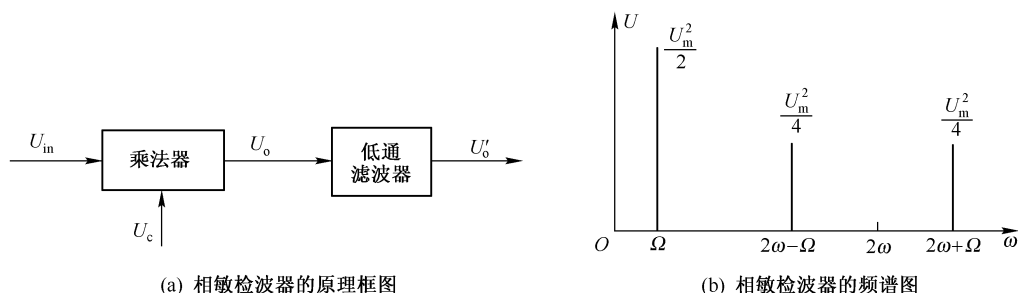 U_in
乘法器
U_o
低通
滤波器
U'_o
U_c
(a) 相敏检波器的原理框图
U
U_m^2/2
U_m^2/4
U_m^2/4
O
Ω
2ω−Ω
2ω
2ω+Ω
ω
(b) 相敏检波器的频谱图